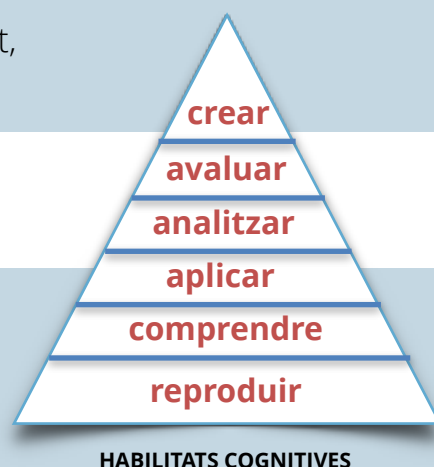 t,
crear
avaluar
analitzar
aplicar
comprendre
reproduir
HABILITATS COGNITIVES